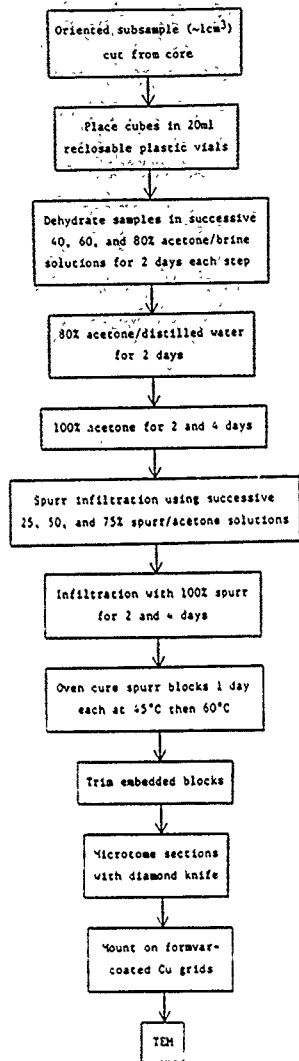 Oriented subsample (~1cm³)
cut from core
Place cubes in 20ml
reclosable plastic vials
Dehydrate samples in successive
40, 60, and 80% acetone/brine
solutions for 2 days each step
80% acetone/distilled water
for 2 days
100% acetone for 2 and 4 days
Spurr infiltration using successive
25, 50, and 75% spurr/acetone solutions
Infiltration with 100% spurr
for 2 and 4 days
Oven cure spurr blocks 1 day
each at 45°C then 60°C
Trim embedded blocks
Microtome sections
with diamond knife
Mount on formvar-
coated Cu grids
TEM